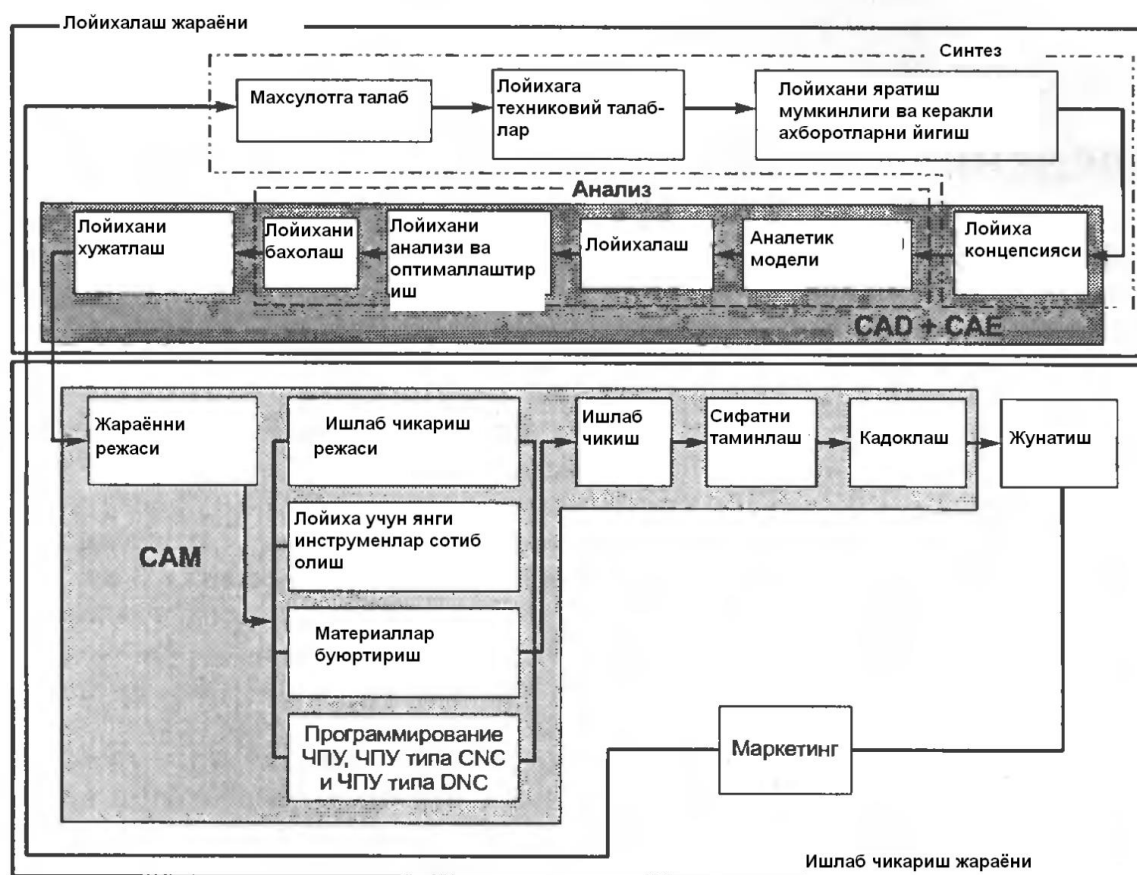 Лойихалаш жараёни
Синтез
Махсулотга талаб
Лойихага
техниковий талаб-
лар
Лойихани яратиш
мумкинлиги ва керакли
ахборотларни йигиш
Анализ
Лойихани
хужатлаш
Лойихани
бахолаш
Лойихани
анализи ва
оптималлаштир
иш
Лойихалаш
Аналетик
модели
Лойиха
концепсияси
CAD + CAE
Жараённи
режаси
Ишлаб чикариш
режаси
Ишлаб
чикиш
Сифатни
таминлаш
Кадоклаш
Жунатиш
Лойиха учун янги
инструменлар сотиб
олиш
CAM
Материаллар
буюртириш
Программирование
ЧПУ, ЧПУ типа CNC
и ЧПУ типа DNC
Маркетинг
Ишлаб чикариш жараёни